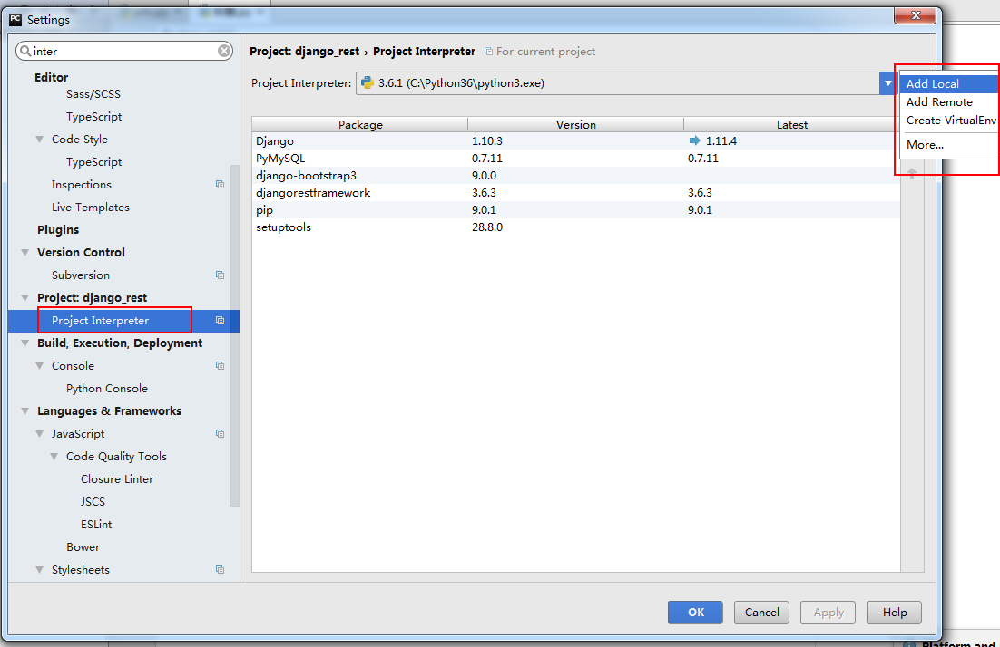 PC Settings
inter
Editor
Sass/SCSS
TypeScript
Code Style
TypeScript
Inspections
Live Templates
Plugins
Version Control
Subversion
Project: django_rest
Project Interpreter
Build, Execution, Deployment
Console
Python Console
Languages & Frameworks
JavaScript
Code Quality Tools
Closure Linter
JSCS
ESLint
Bower
Stylesheets
Project: django_rest › Project Interpreter For current project
Project Interpreter: 3.6.1 (C:\Python36\python3.exe)
Add Local
Add Remote
Create VirtualEnv
More...
Package Version Latest
Django 1.10.3 1.11.4
PyMySQL 0.7.11 0.7.11
django-bootstrap3 9.0.0
djangorestframework 3.6.3 3.6.3
pip 9.0.1 9.0.1
setuptools 28.8.0
OK Cancel Apply Help
Platform and